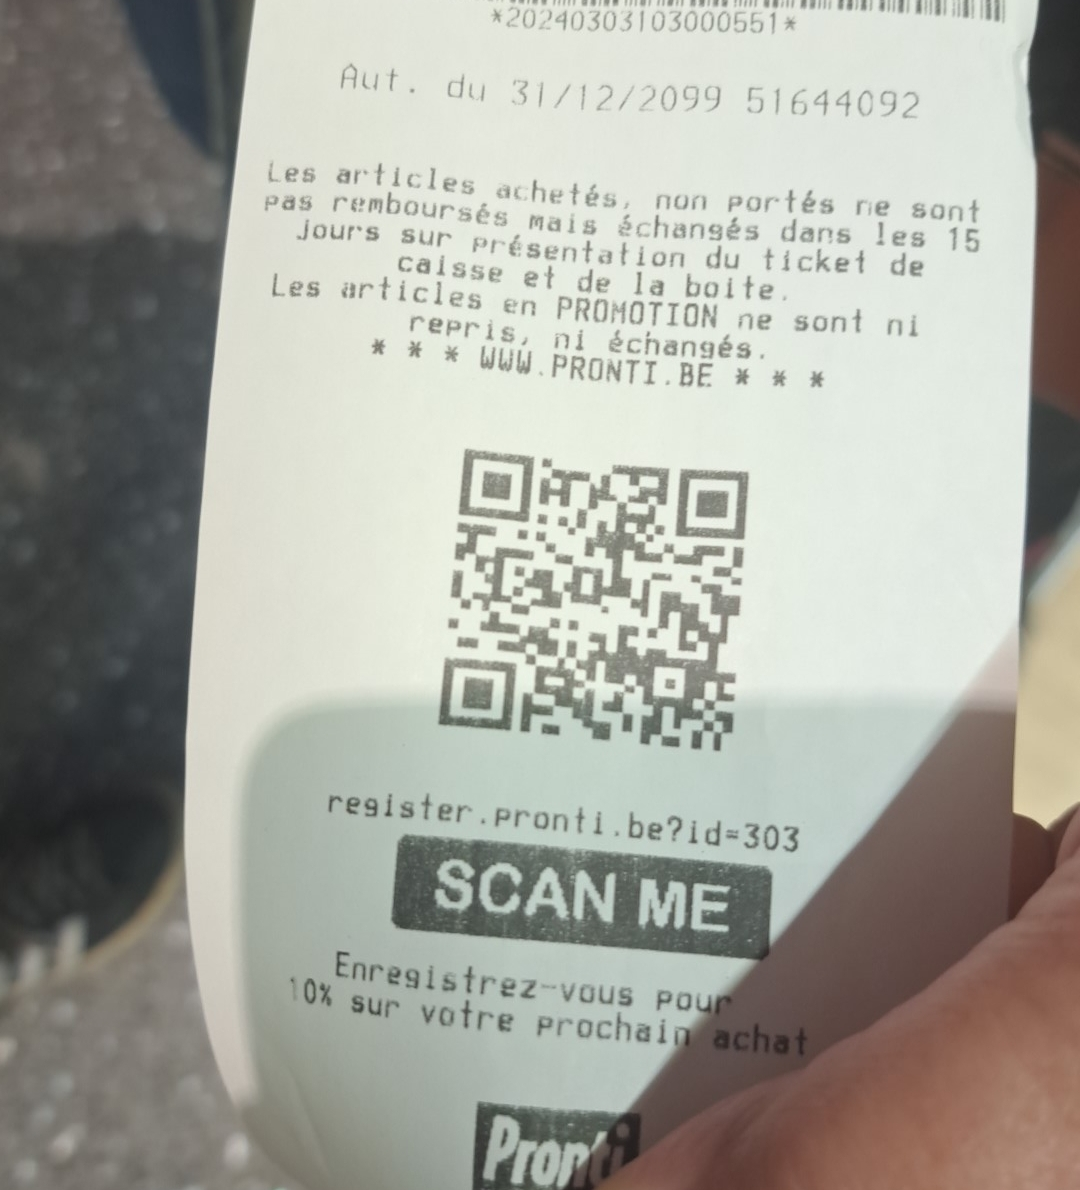 *20240303103000551*
Aut. du 31/12/2099 51644092
Les articles achetés, non portés ne sont
pas remboursés mais échangés dans les 15
jours sur présentation du ticket de
caisse et de la boite.
Les articles en PROMOTION ne sont ni
repris, ni échangés.
* * * WWW.PRONTI.BE * * *
register.pronti.be?id=303
SCAN ME
Enregistrez-vous pour
10% sur votre prochain achat
Pronti